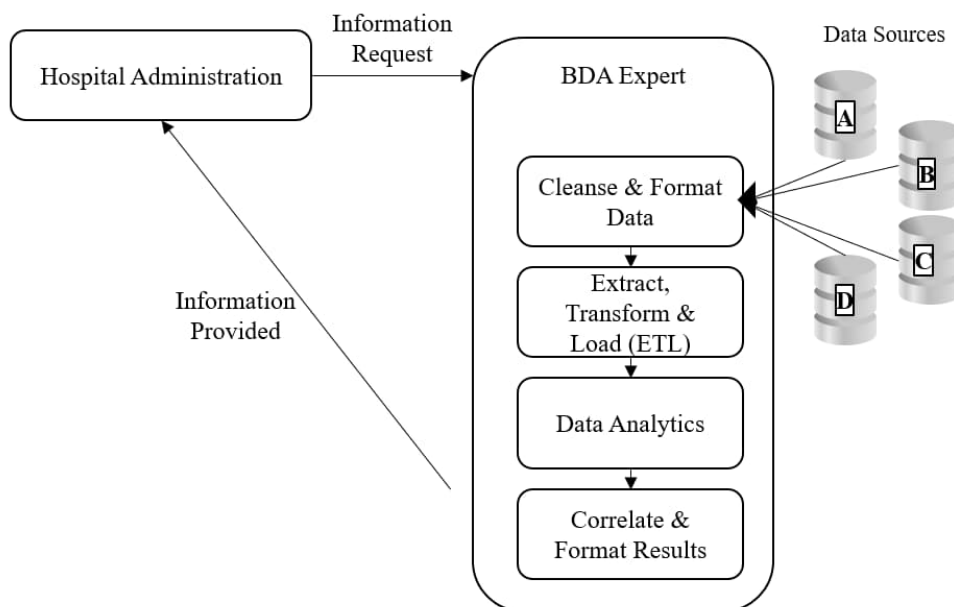 Information
Request
Data Sources
Hospital Administration
BDA Expert
A
B
Cleanse & Format
Data
C
D
Extract,
Transform &
Load (ETL)
Information
Provided
Data Analytics
Correlate &
Format Results